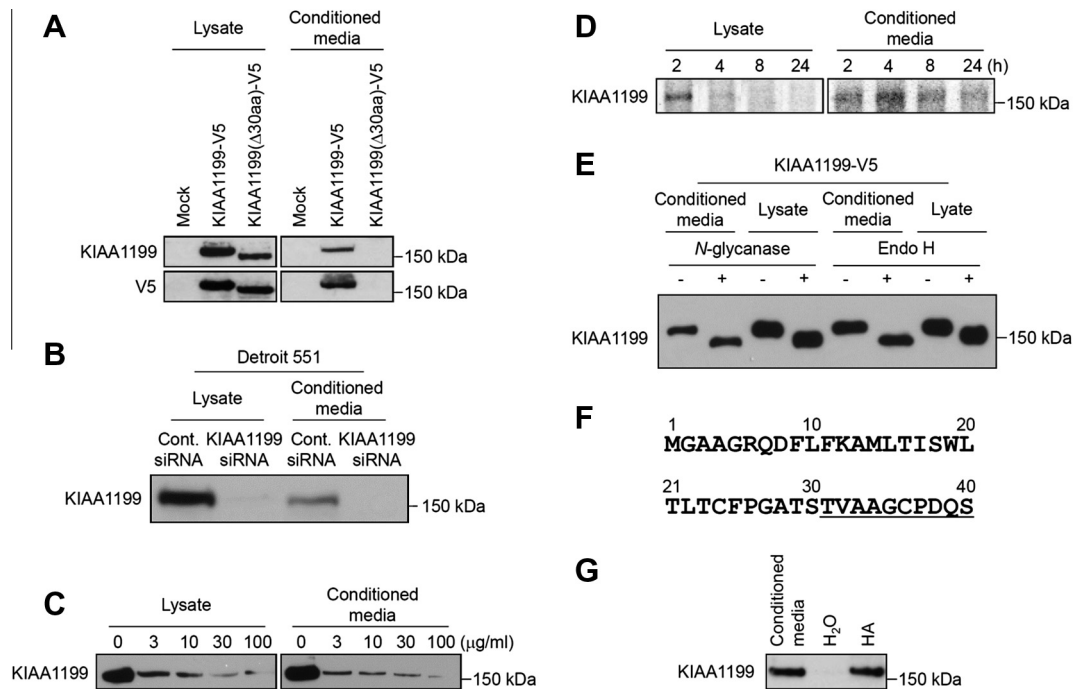 A
Lysate
Conditioned
media
Mock
KIAA1199-V5
KIAA1199(Δ30aa)-V5
Mock
KIAA1199-V5
KIAA1199(Δ30aa)-V5
KIAA1199
150 kDa
V5
150 kDa
B
Detroit 551
Lysate
Conditioned
media
Cont. KIAA1199 Cont. KIAA1199
siRNA siRNA siRNA siRNA
KIAA1199
150 kDa
C
Lysate
Conditioned
media
0 3 10 30 100 0 3 10 30 100 (μg/ml)
KIAA1199
150 kDa
D
Lysate
Conditioned
media
2 4 8 24 2 4 8 24 (h)
KIAA1199
150 kDa
E
KIAA1199-V5
Conditioned
media
Lysate
Conditioned
media
Lyate
N-glycanase
Endo H
- + - + - + - +
KIAA1199
150 kDa
F
1 10 20
MGAAGRQDFLFKAMLTISWL
21 30 40
TLTCFPGATSTVAAGCPDQS
G
Conditioned
media
H2O
HA
KIAA1199
150 kDa